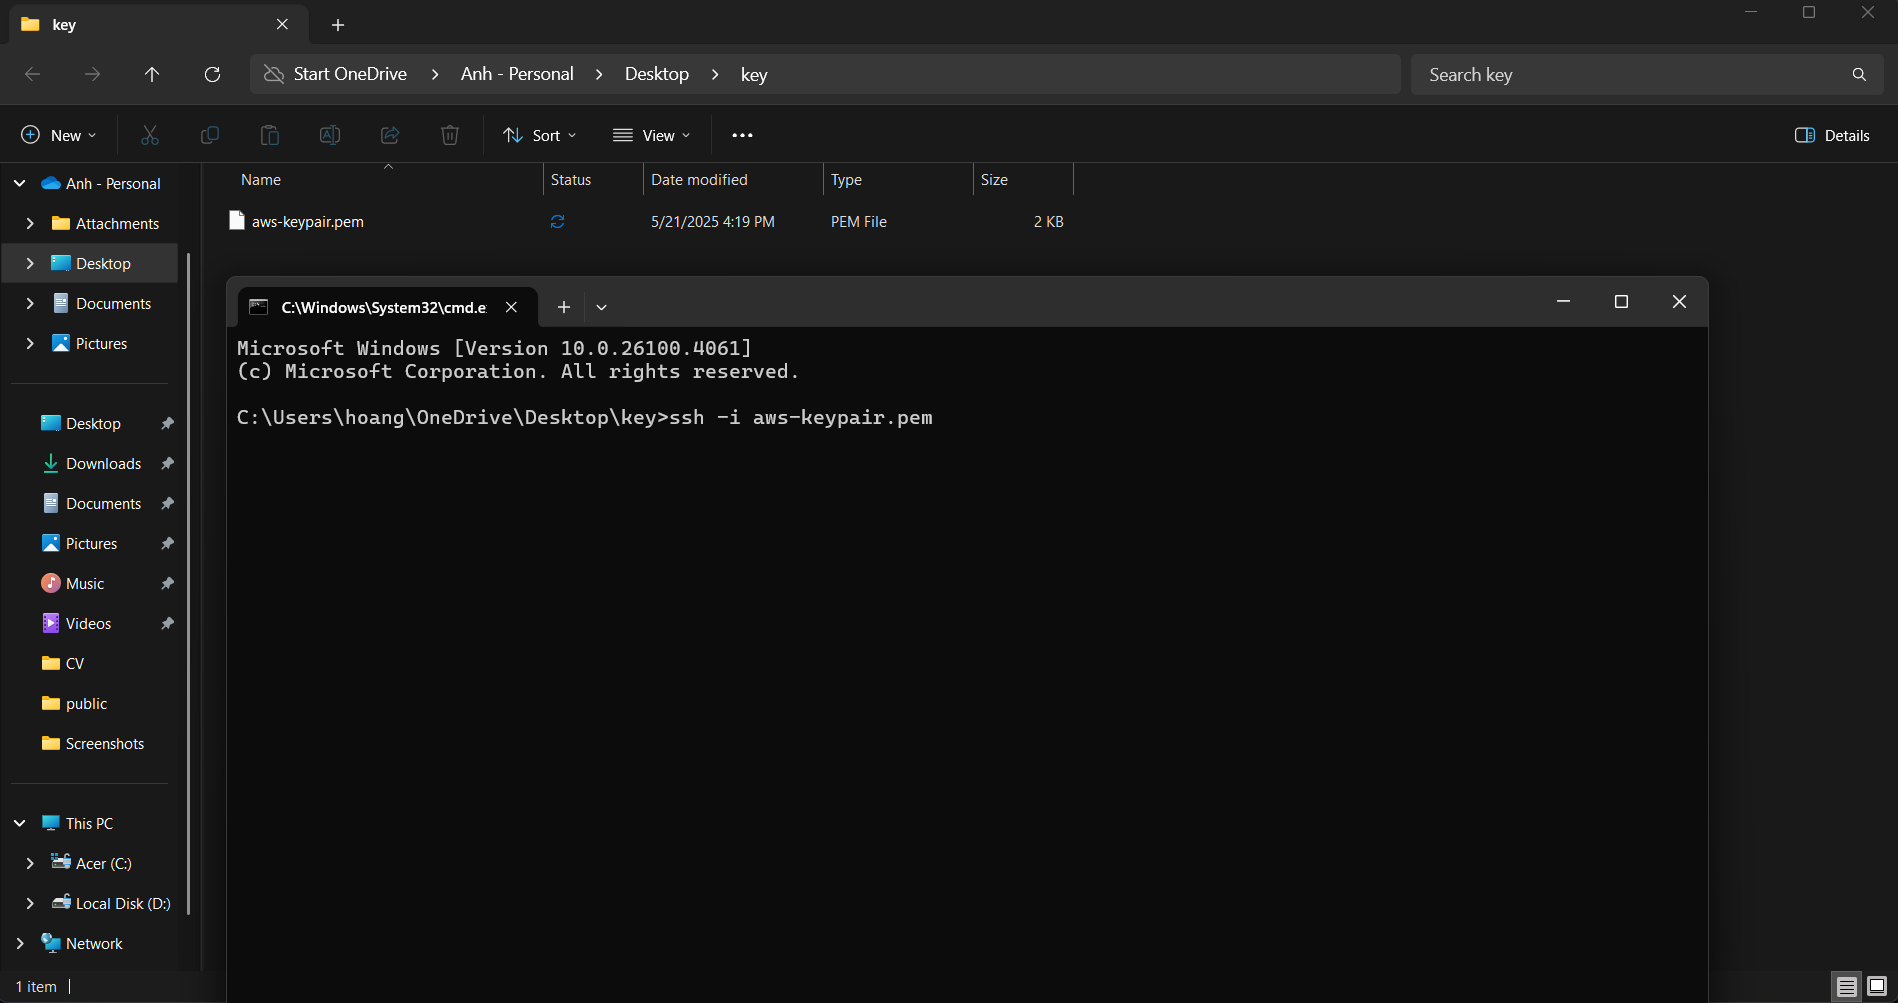 key
Start OneDrive > Anh - Personal > Desktop > key
Search key
New
Sort
View
Details
Anh - Personal
Attachments
Desktop
Documents
Pictures
Desktop
Downloads
Documents
Pictures
Music
Videos
CV
public
Screenshots
This PC
Acer (C:)
Local Disk (D:)
Network
Name Status Date modified Type Size
aws-keypair.pem 5/21/2025 4:19 PM PEM File 2 KB
C:\Windows\System32\cmd.e
Microsoft Windows [Version 10.0.26100.4061]
(c) Microsoft Corporation. All rights reserved.
C:\Users\hoang\OneDrive\Desktop\key>ssh -i aws-keypair.pem
1 item